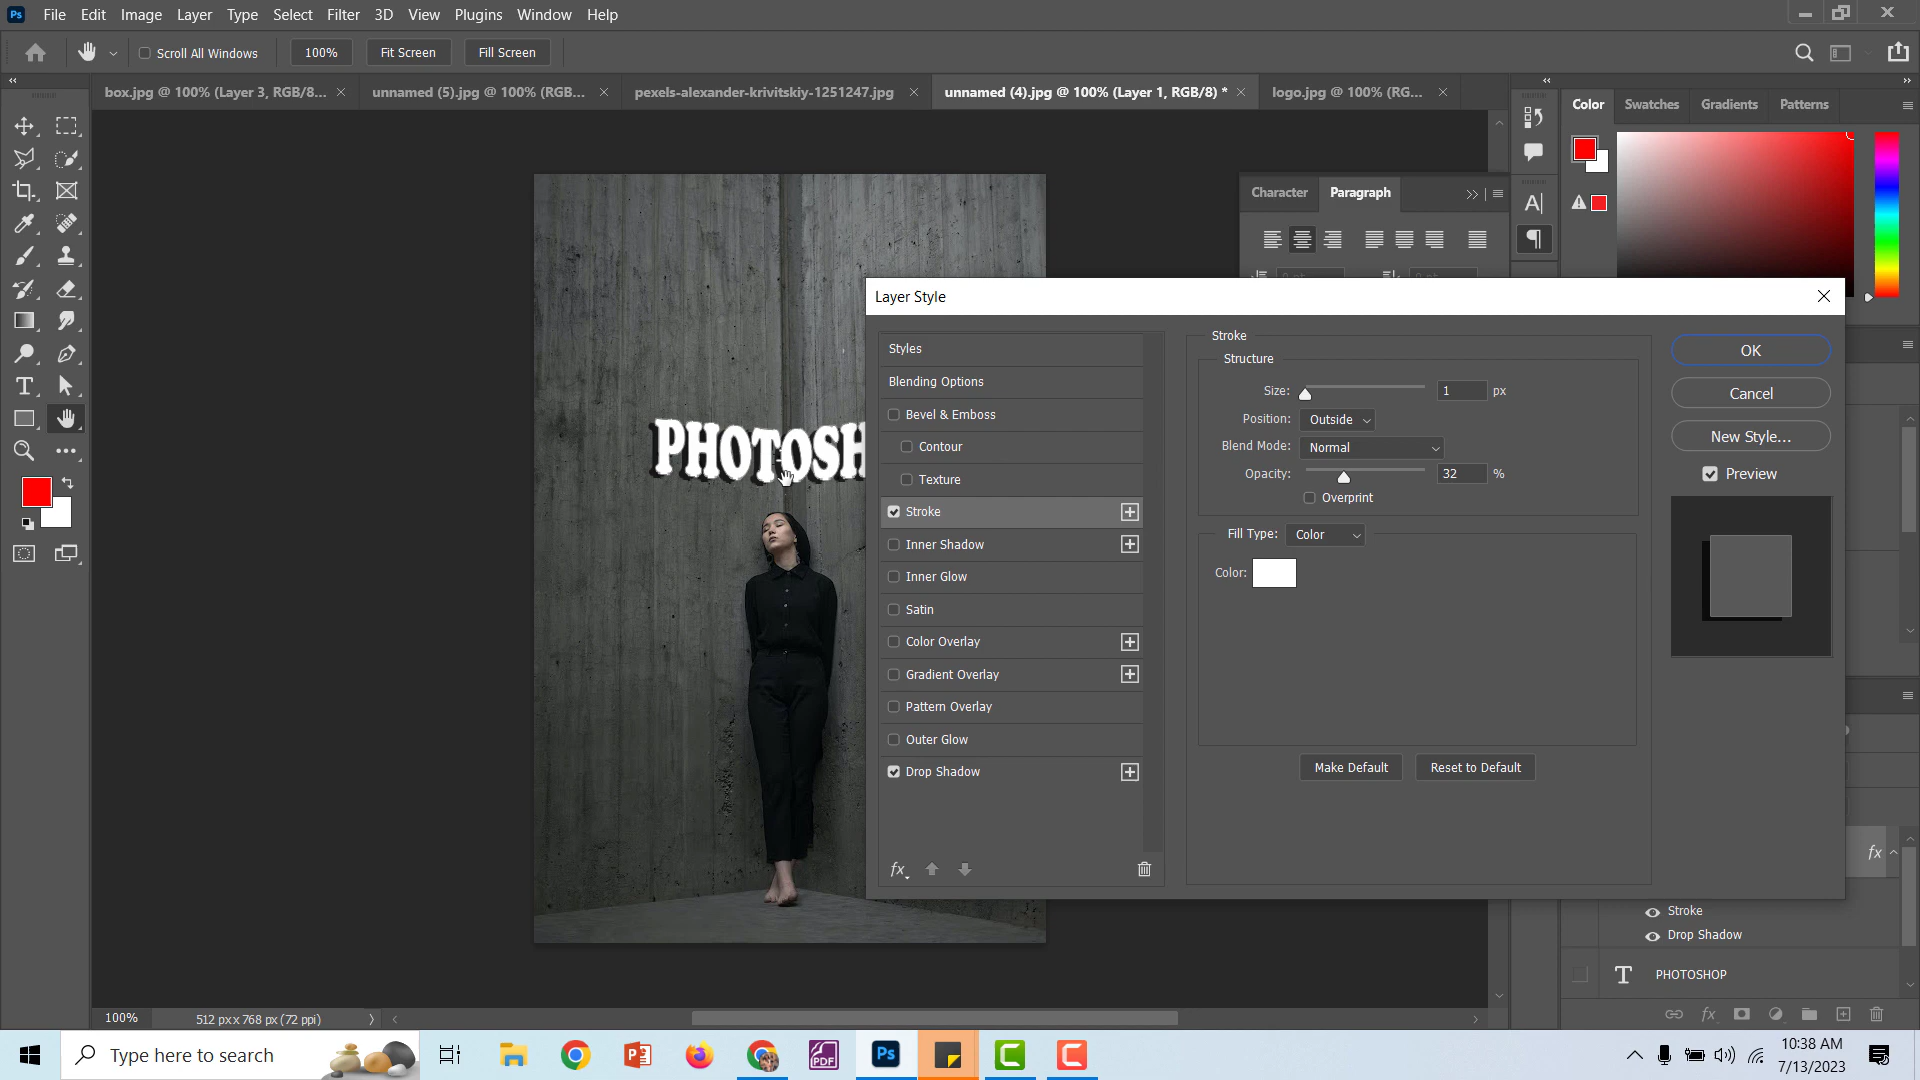 Ps File Edit Image Layer Type Select Filter 3D View Plugins Window Help
Scroll All Windows 100% Fit Screen Fill Screen
box.jpg @ 100% (Layer 3, RGB/8... × unnamed (5).jpg @ 100% (RGB... × pexels-alexander-krivitskiy-1251247.jpg × unnamed (4).jpg @ 100% (Layer 1, RGB/8) * × logo.jpg @ 100% (RG... ×
Color Swatches Gradients Patterns
Character Paragraph
PHOTOSH
Layer Style
Styles
Blending Options
Bevel & Emboss
Contour
Texture
Stroke
Inner Shadow
Inner Glow
Satin
Color Overlay
Gradient Overlay
Pattern Overlay
Outer Glow
Drop Shadow
fx
Stroke
Structure
Size: 1 px
Position: Outside
Blend Mode: Normal
Opacity: 32 %
Overprint
Fill Type: Color
Color:
Make Default Reset to Default
OK
Cancel
New Style...
Preview
fx
Stroke
Drop Shadow
T PHOTOSHOP
fx
100% 512 px x 768 px (72 ppi)
Type here to search
PDF
Ps
10:38 AM
7/13/2023